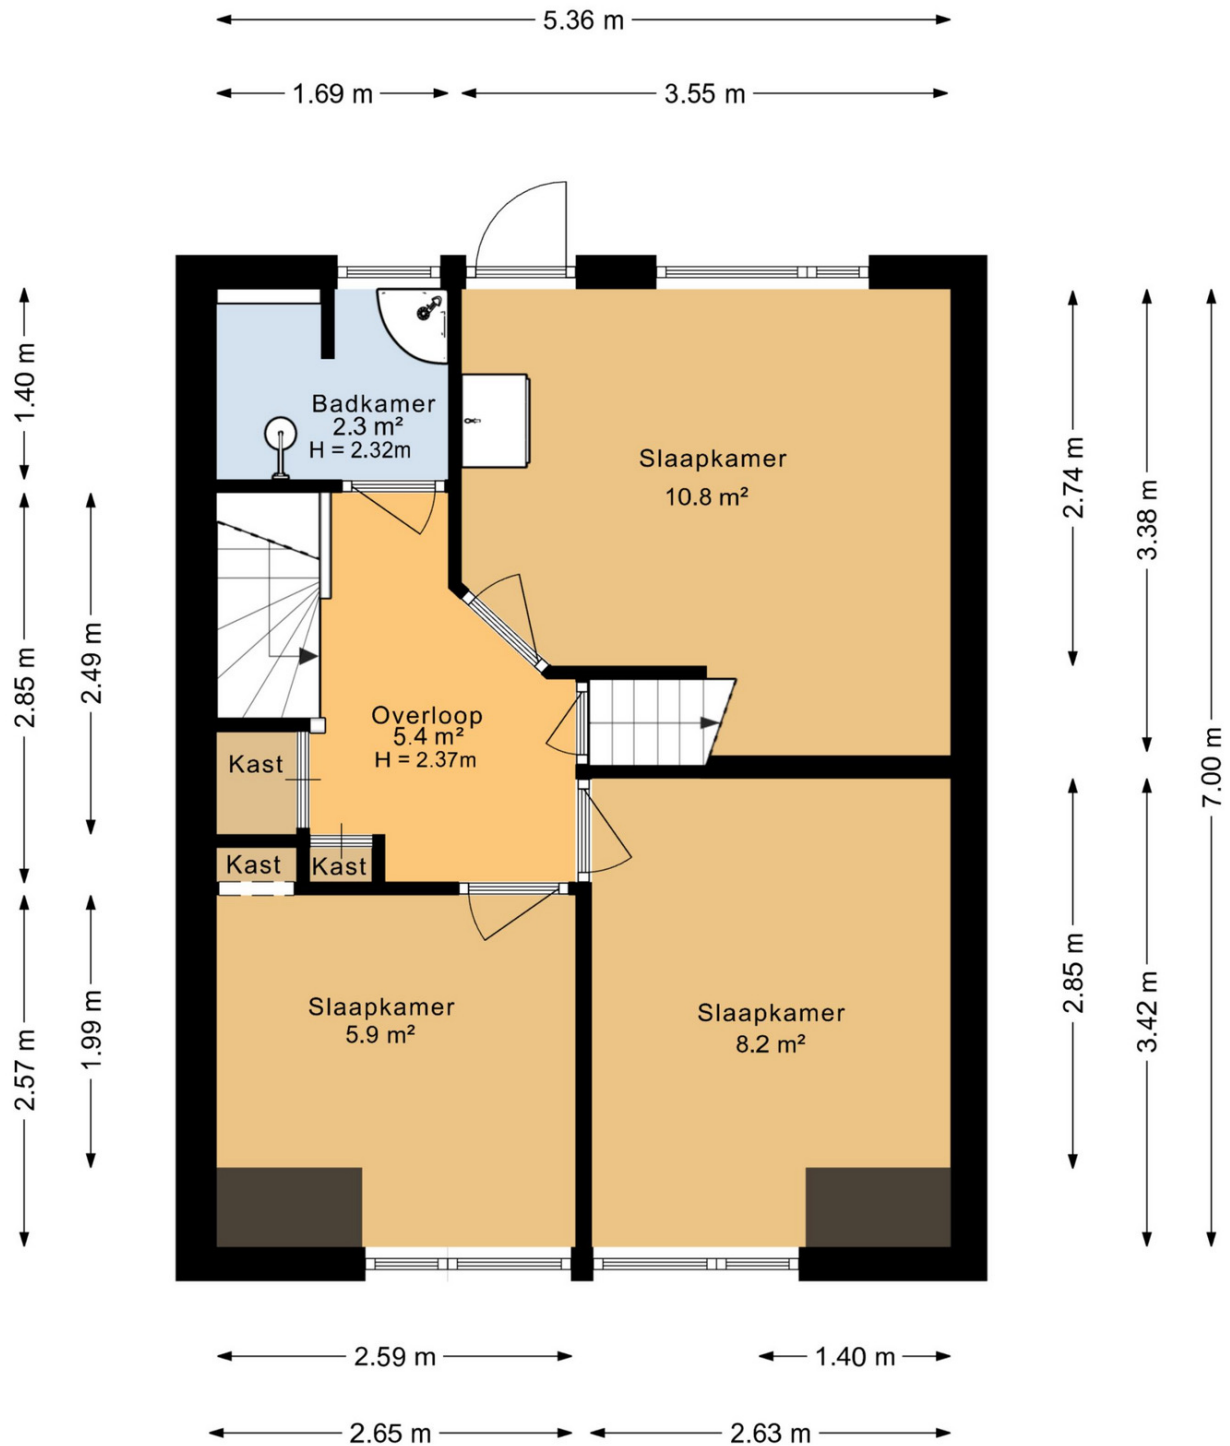 5.36 m
1.69 m
3.55 m
1.40 m
2.85 m
2.49 m
2.57 m
1.99 m
Badkamer
2.3 m²
H = 2.32m
Slaapkamer
10.8 m²
Overloop
5.4 m²
H = 2.37m
Kast
Kast
Kast
Slaapkamer
5.9 m²
Slaapkamer
8.2 m²
2.74 m
3.38 m
7.00 m
2.85 m
3.42 m
2.59 m
1.40 m
2.65 m
2.63 m